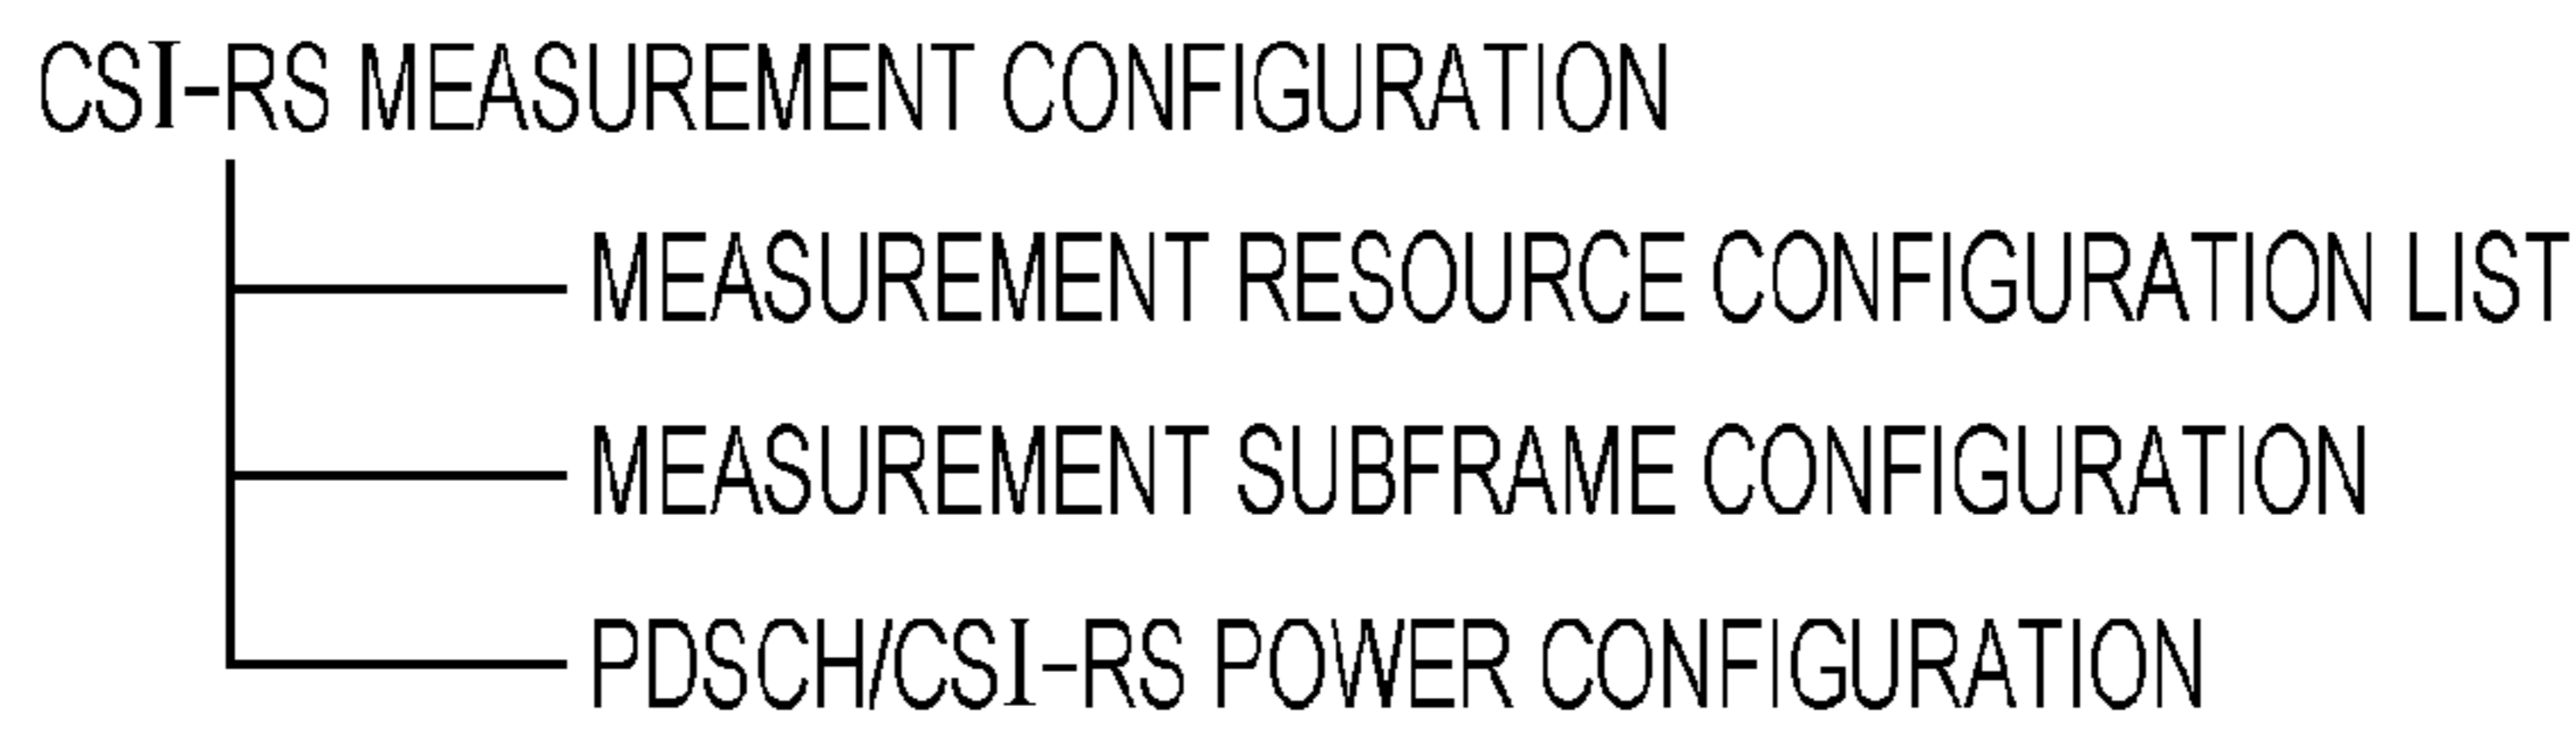 CSI-RS MEASUREMENT CONFIGURATION
MEASUREMENT RESOURCE CONFIGURATION LIST
MEASUREMENT SUBFRAME CONFIGURATION
PDSCH/CSI-RS POWER CONFIGURATION